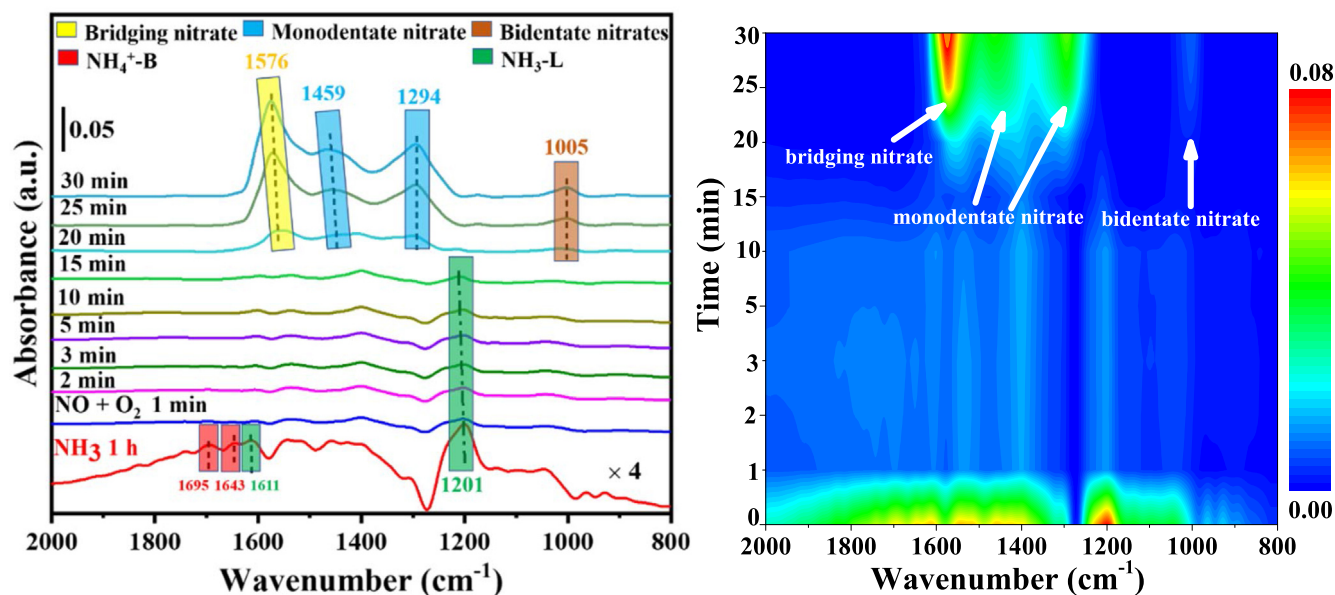 Bridging nitrate Monodentate nitrate Bidentate nitrates
NH₄⁺-B NH₃-L
1576
1459
1294
1005
0.05
30 min
25 min
20 min
15 min
10 min
5 min
3 min
2 min
NO + O₂ 1 min
NH₃ 1 h
1695
1643
1611
1201
× 4
Absorbance (a.u.)
2000 1800 1600 1400 1200 1000 800
Wavenumber (cm⁻¹)
30
20
15
10
5
3
2
1
0
Time (min)
bridging nitrate
monodentate nitrate
bidentate nitrate
2000 1800 1600 1400 1200 1000 800
Wavenumber (cm⁻¹)
0.08
0.00